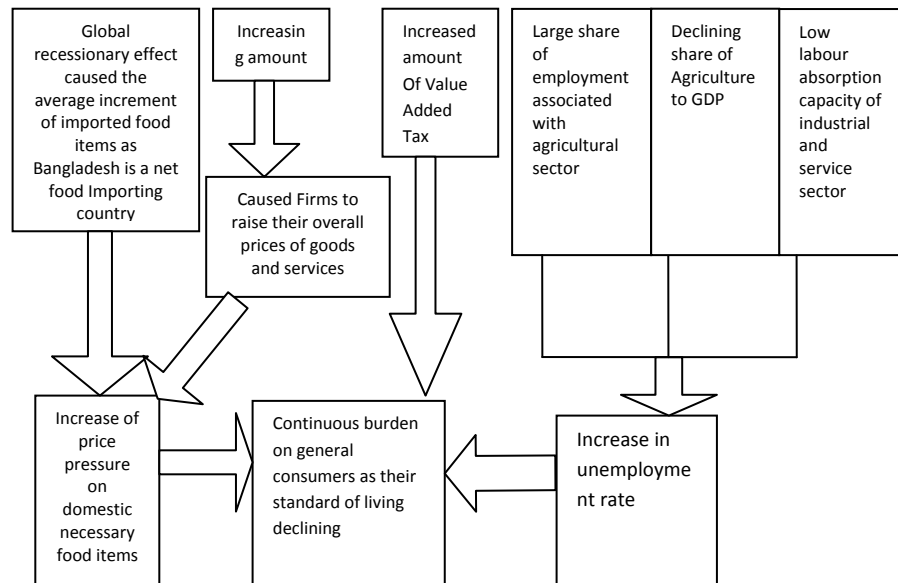 Global
recessionary effect
caused the
average increment
of imported food
items as
Bangladesh is a net
food Importing
country
Increasin
g amount
Increased
amount
Of Value
Added
Tax
Large share
of
employment
associated
with
agricultural
sector
Declining
share of
Agriculture
to GDP
Low
labour
absorption
capacity of
industrial
and
service
sector
Caused Firms to
raise their overall
prices of goods
and services
Increase of
price
pressure
on
domestic
necessary
food items
Continuous burden
on general
consumers as their
standard of living
declining
Increase in
unemployme
nt rate